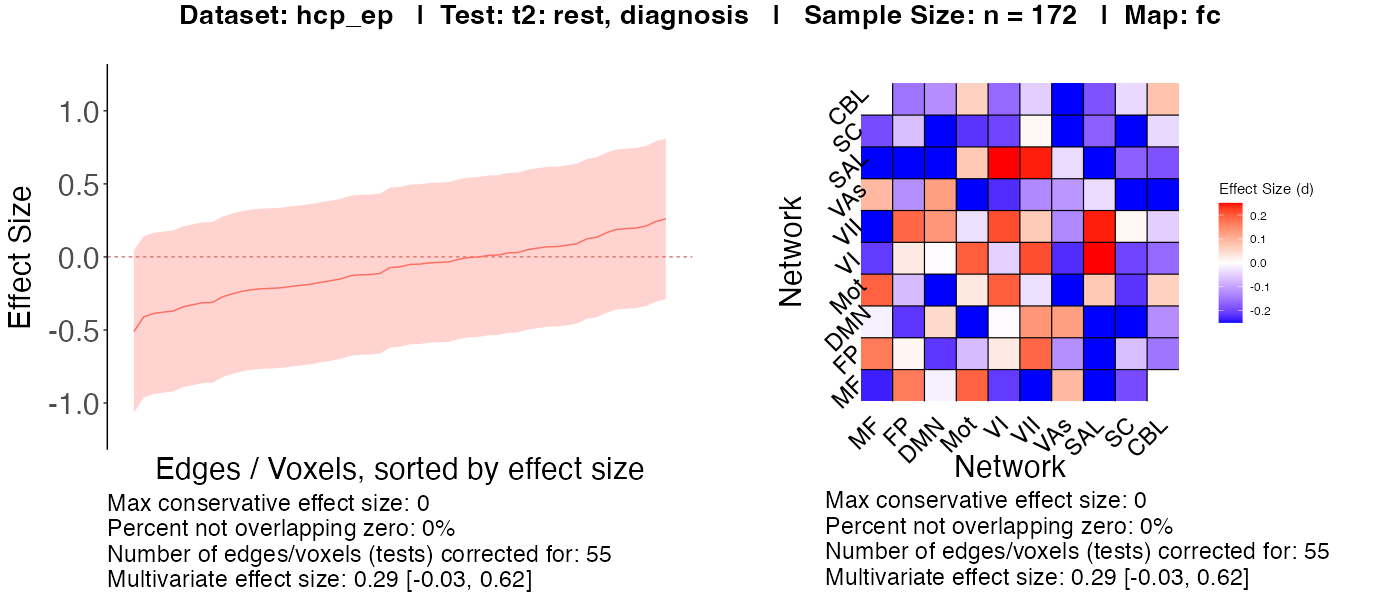 Dataset: hcp_ep | Test: t2: rest, diagnosis | Sample Size: n = 172 | Map: fc
Effect Size
1.0
0.5
0.0
-0.5
-1.0
Edges / Voxels, sorted by effect size
Max conservative effect size: 0
Percent not overlapping zero: 0%
Number of edges/voxels (tests) corrected for: 55
Multivariate effect size: 0.29 [-0.03, 0.62]
Network
CBL
SC
SAL
VAs
VII
VI
Mot
DMN
FP
MF
MF FP DMN Mot VI VII VAs SAL SC CBL
Network
Effect Size (d)
0.2
0.1
0.0
-0.1
-0.2
Max conservative effect size: 0
Percent not overlapping zero: 0%
Number of edges/voxels (tests) corrected for: 55
Multivariate effect size: 0.29 [-0.03, 0.62]